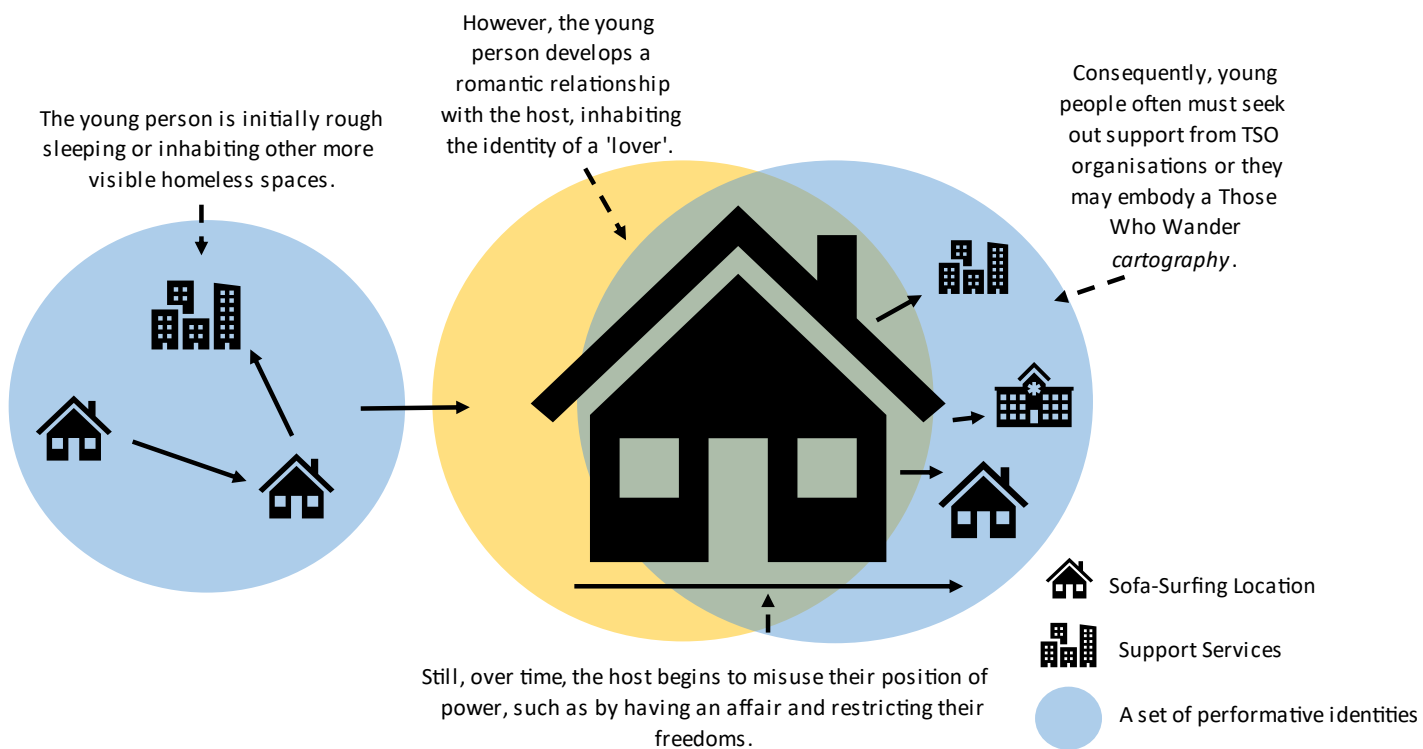 The young person is initially rough
sleeping or inhabiting other more
visible homeless spaces.
However, the young
person develops a
romantic relationship
with the host, inhabiting
the identity of a 'lover'.
Consequently, young
people often must seek
out support from TSO
organisations or they
may embody a Those
Who Wander
cartography.
Still, over time, the host begins to misuse their position of
power, such as by having an affair and restricting their
freedoms.
Sofa-Surfing Location
Support Services
A set of performative identities